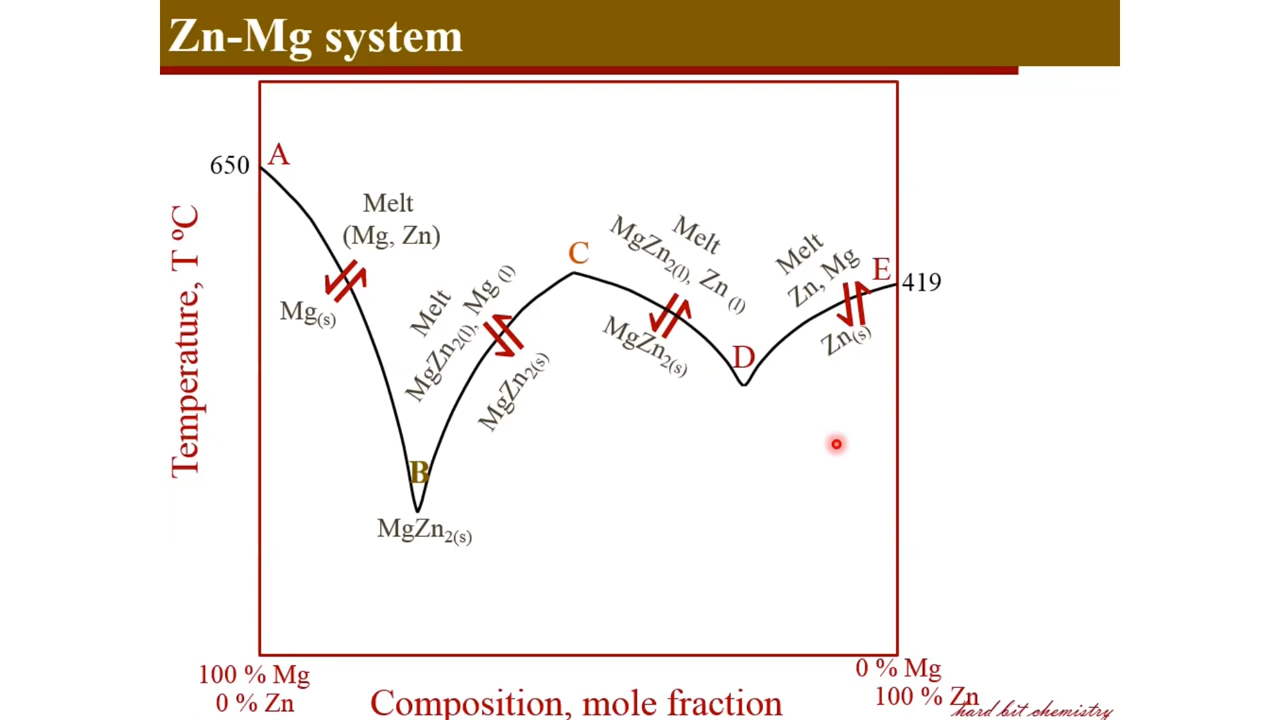 Zn-Mg system
650
A
Melt
(Mg, Zn)
Mg(s)
Temperature, T ºC
Melt
MgZn2(l), Mg (l)
MgZn2(s)
B
MgZn2(s)
C
Melt
MgZn2(l), Zn (l)
MgZn2(s)
D
Melt
Zn, Mg
Zn(s)
E
419
100 % Mg
0 % Zn
Composition, mole fraction
0 % Mg
100 % Zn
hard bit chemistry